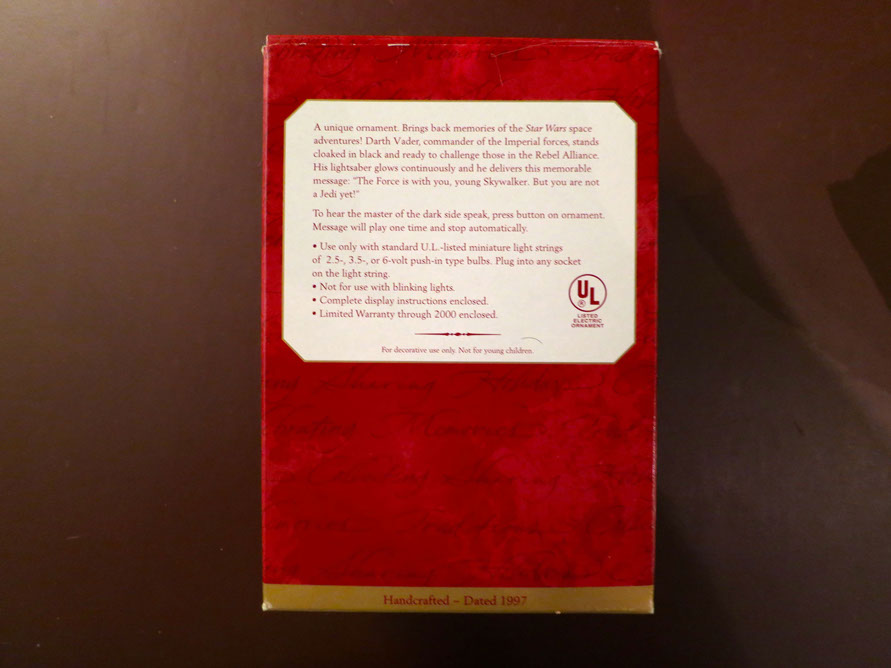 A unique ornament. Brings back memories of the Star Wars space
adventures! Darth Vader, commander of the Imperial forces, stands
cloaked in black and ready to challenge those in the Rebel Alliance.
His lightsaber glows continuously and he delivers this memorable
message: "The Force is with you, young Skywalker. But you are not
a Jedi yet!"
To hear the master of the dark side speak, press button on ornament.
Message will play one time and stop automatically.
• Use only with standard U.L.-listed miniature light strings
of 2.5-, 3.5-, or 6-volt push-in type bulbs. Plug into any socket
on the light string.
• Not for use with blinking lights.
• Complete display instructions enclosed.
• Limited Warranty through 2000 enclosed.
UL ®
LISTED
ELECTRIC
ORNAMENT
For decorative use only. Not for young children.
Sharing
Memories
Sharing
Handcrafted – Dated 1997